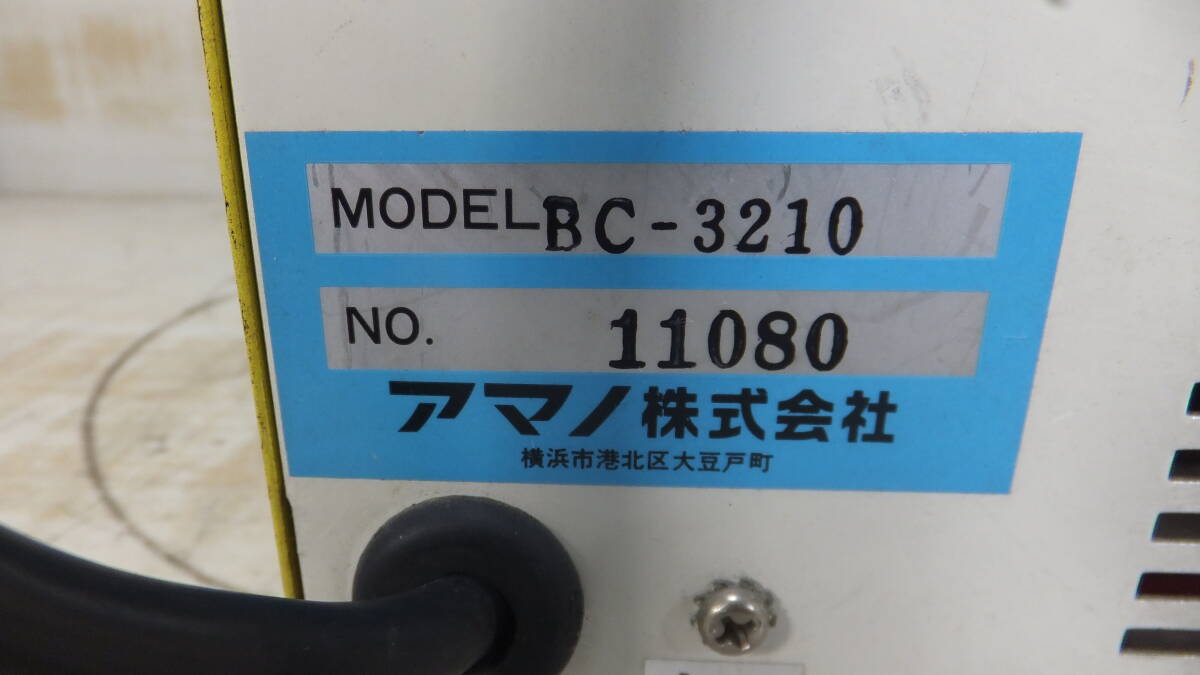 MODEL BC-3210
NO. 11080
アマノ株式会社
横浜市港北区大豆戸町